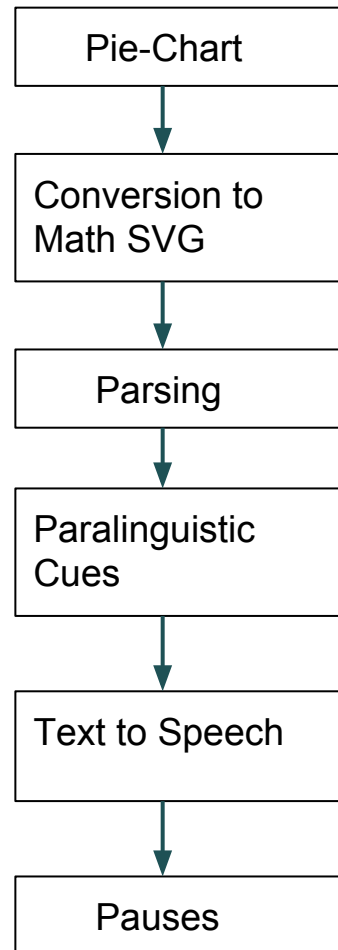 Pie-Chart
Conversion to
Math SVG
Parsing
Paralinguistic
Cues
Text to Speech
Pauses